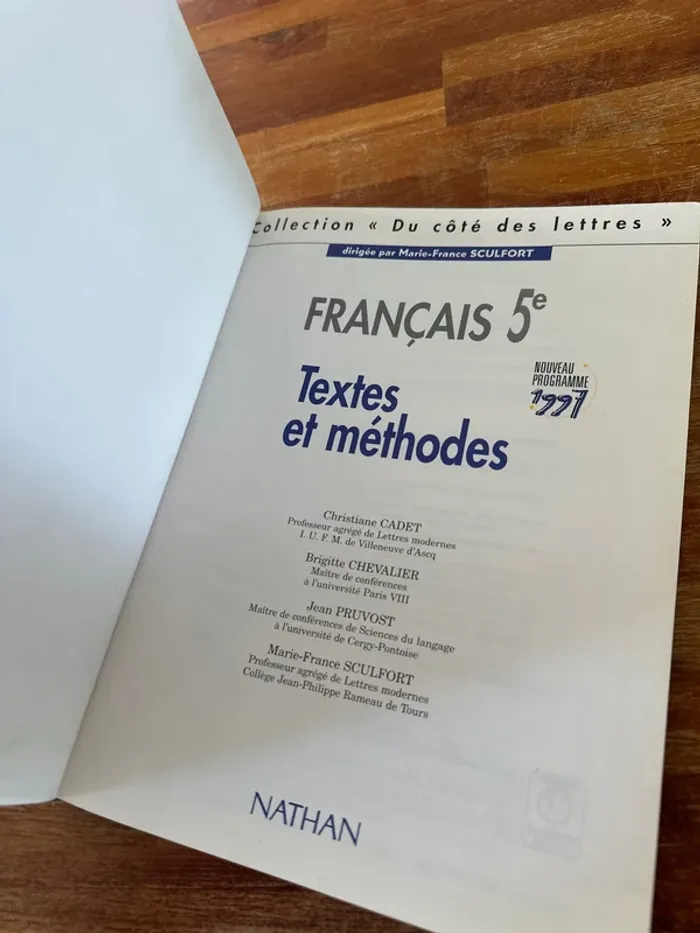 Collection « Du côté des lettres »
dirigée par Marie-France SCULFORT
FRANÇAIS 5e
NOUVEAU
PROGRAMME
1997
Textes
et méthodes
Christiane CADET
Professeur agrégé de Lettres modernes
I. U. F. M. de Villeneuve d'Ascq
Brigitte CHEVALIER
Maître de conférences
à l'université Paris VIII
Jean PRUVOST
Maître de conférences de Sciences du langage
à l'université de Cergy-Pontoise
Marie-France SCULFORT
Professeur agrégé de Lettres modernes
Collège Jean-Philippe Rameau de Tours
NATHAN